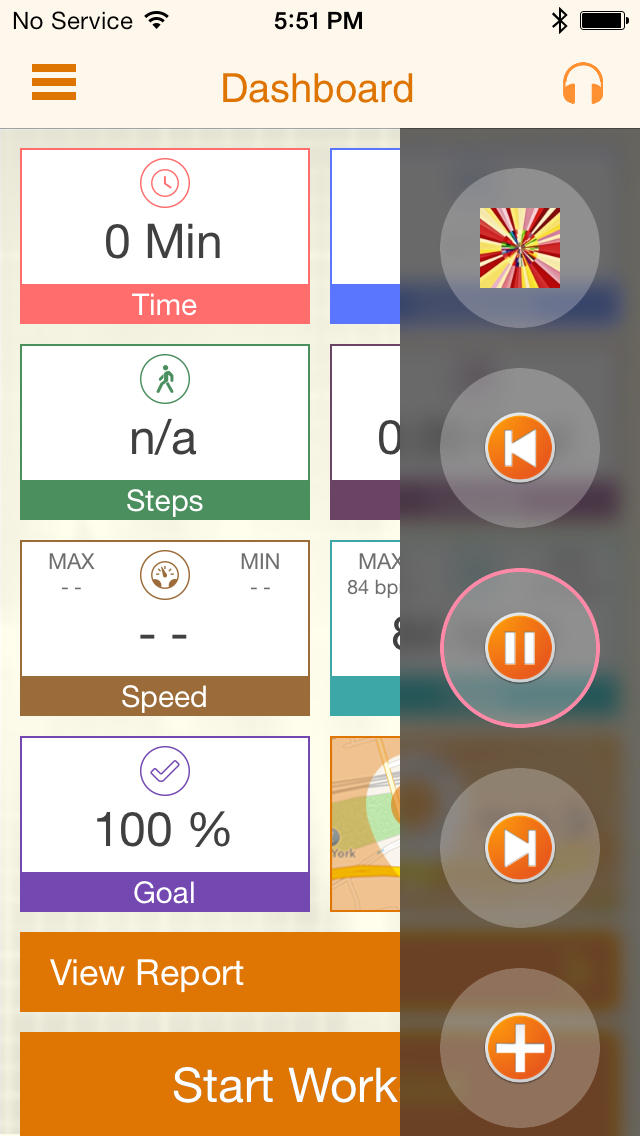 No Service 5:51 PM
Dashboard
0 Min
Time
n/a
Steps
0
MAX MIN
- - - -
- -
Speed
MAX
84 bp
100 %
Goal
York
View Report
Start Work